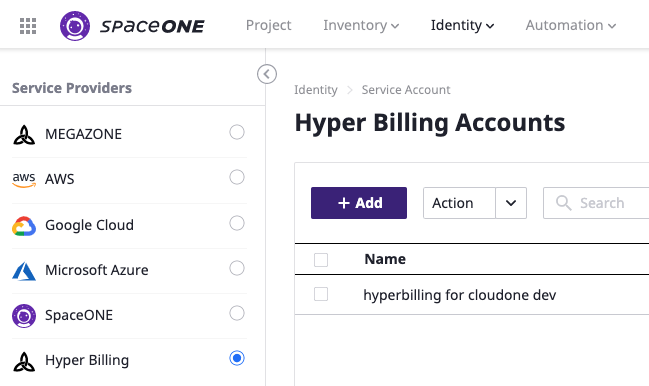 SPACEONE Project Inventory Identity Automation
Service Providers
MEGAZONE
aws AWS
Google Cloud
Microsoft Azure
SpaceONE
Hyper Billing
Identity Service Account
Hyper Billing Accounts
+ Add Action Search
Name
hyperbilling for cloudone dev